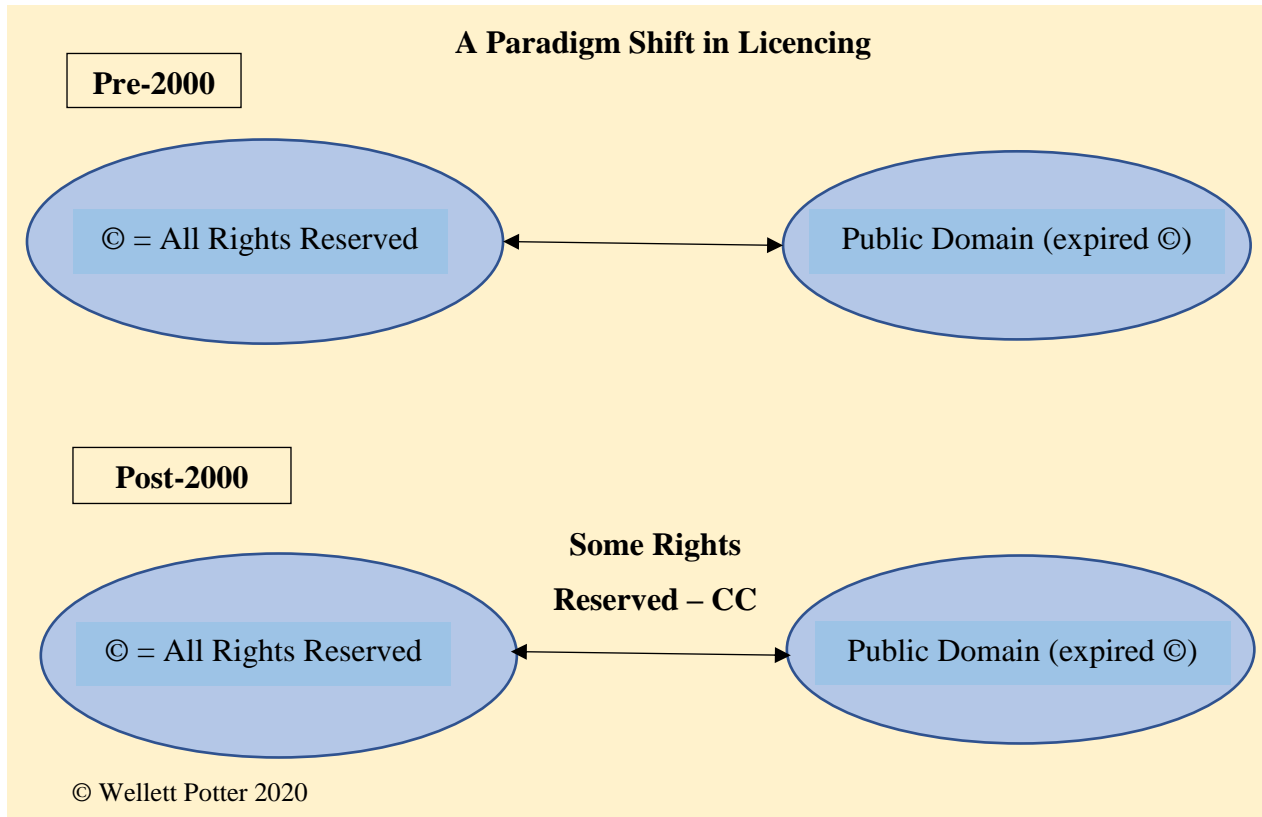 A Paradigm Shift in Licencing
Pre-2000
© = All Rights Reserved
Public Domain (expired ©)
Post-2000
Some Rights
Reserved – CC
© = All Rights Reserved
Public Domain (expired ©)
© Wellett Potter 2020